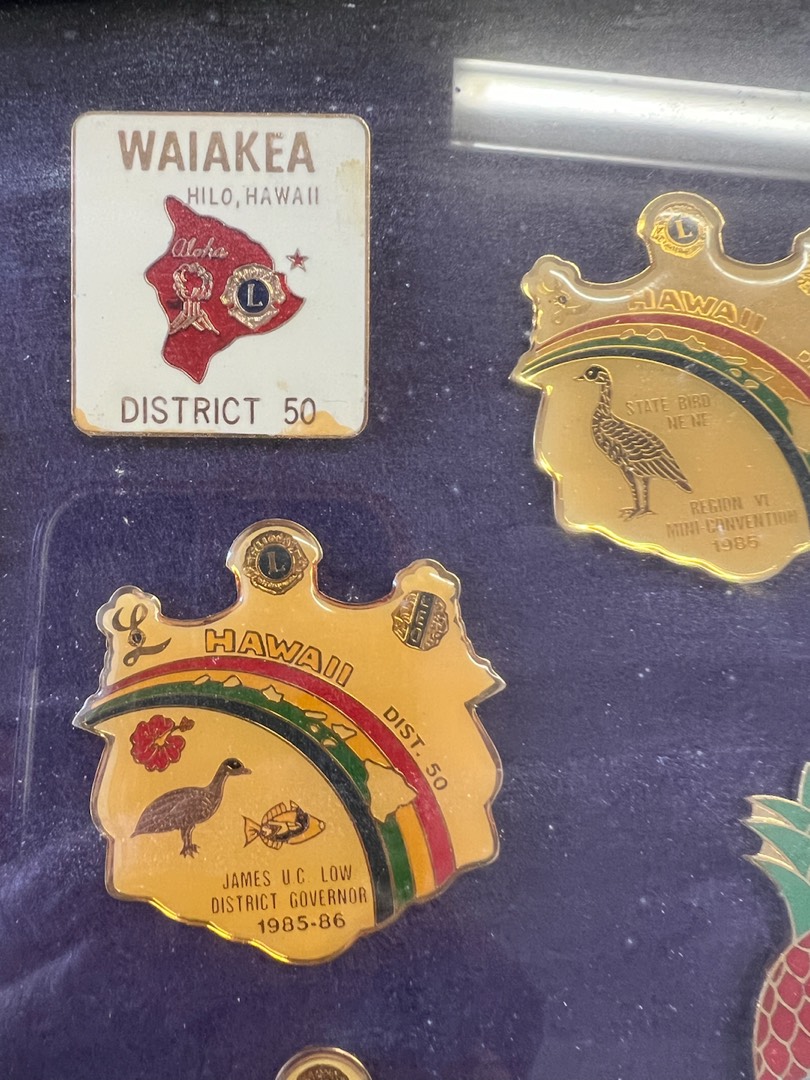 WAIAKEA
HILO, HAWAII
Aloha
L
DISTRICT 50
L
HAWAII
STATE BIRD
NE NE
REGION VI
MINI-CONVENTION
1985
L
L
HAWAII
DIST. 50
JAMES U.C. LOW
DISTRICT GOVERNOR
1985-86